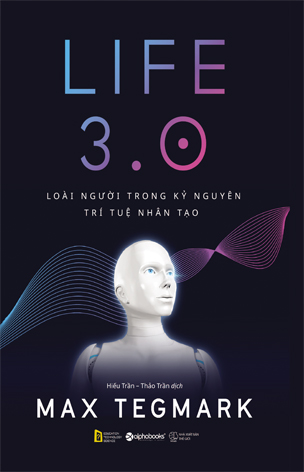 LIFE
3.0
LOÀI NGƯỜI TRONG KỶ NGUYÊN
TRÍ TUỆ NHÂN TẠO
Hiếu Trần – Thảo Trần dịch
MAX TEGMARK
alphabooks